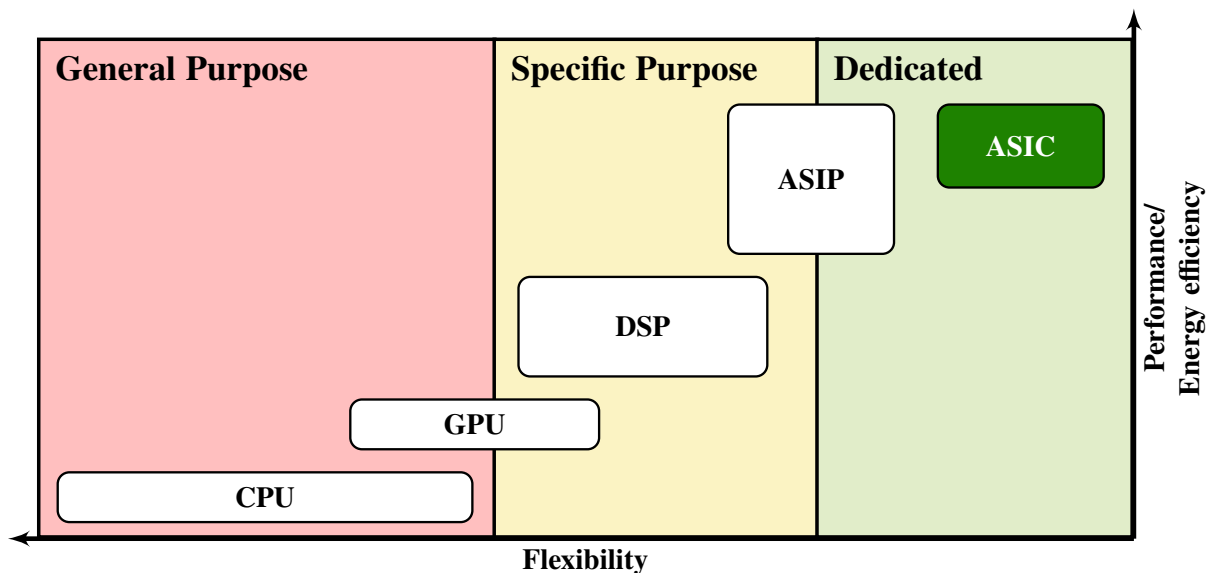 General Purpose
Specific Purpose
Dedicated
ASIC
ASIP
DSP
GPU
CPU
Flexibility
Performance/
Energy efficiency